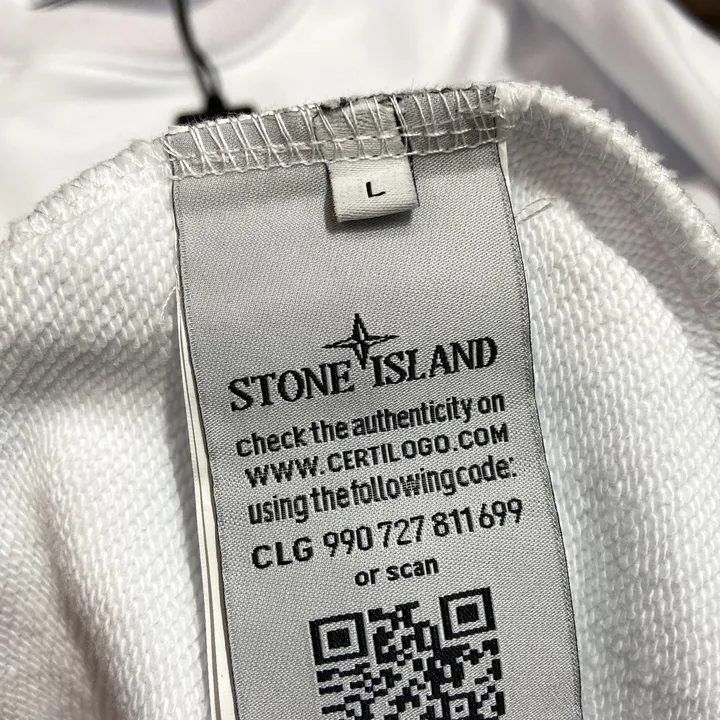 L
STONE ISLAND
check the authenticity on
WWW.CERTILOGO.COM
using the following code:
CLG 990 727 811 699
or scan